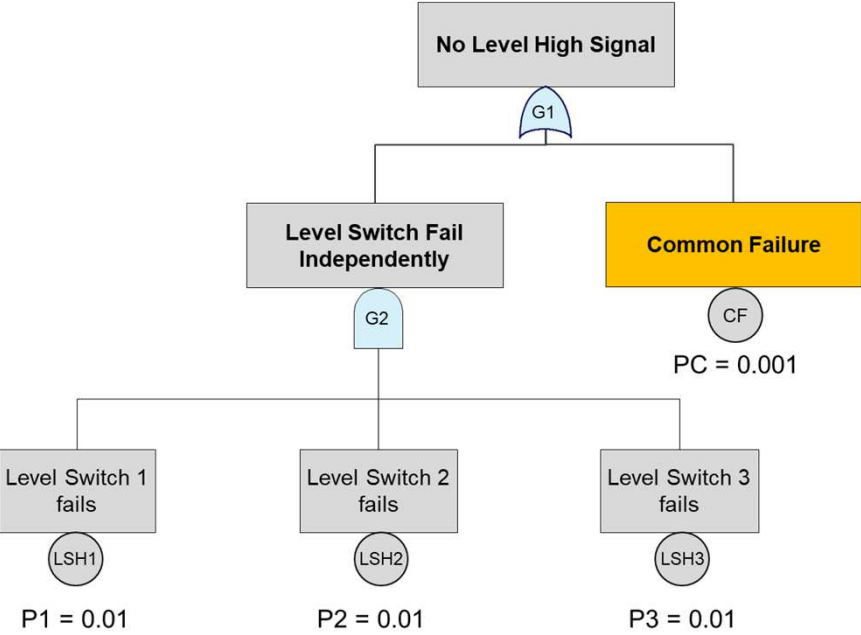 No Level High Signal
G1
Level Switch Fail
Independently
Common Failure
G2
CF
PC = 0.001
Level Switch 1
fails
Level Switch 2
fails
Level Switch 3
fails
LSH1
LSH2
LSH3
P1 = 0.01
P2 = 0.01
P3 = 0.01